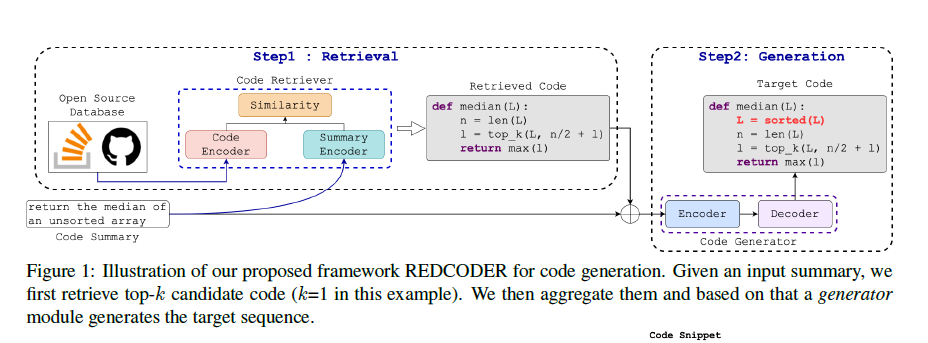 Step1 : Retrieval
Step2: Generation
Code Retriever
Retrieved Code
Target Code
Open Source
Database
Similarity
Code
Encoder
Summary
Encoder
def median(L):
n = len(L)
l = top_k(L, n/2 + 1)
return max(l)
def median(L):
L = sorted(L)
n = len(L)
l = top_k(L, n/2 + 1)
return max(l)
return the median of
an unsorted array
Code Summary
Encoder
Decoder
Code Generator
Figure 1: Illustration of our proposed framework REDCODER for code generation. Given an input summary, we
first retrieve top-k candidate code (k=1 in this example). We then aggregate them and based on that a generator
module generates the target sequence.
Code Snippet